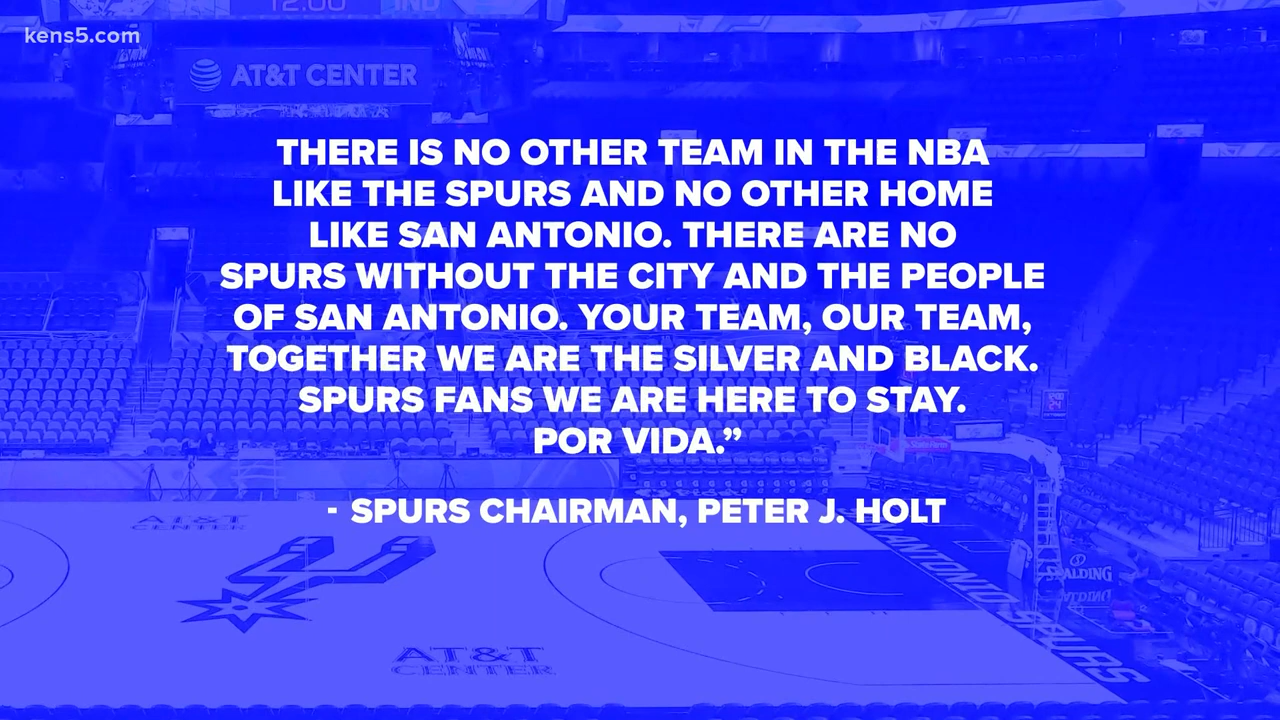 kens5.com
12:00
IND
AT&T CENTER
THERE IS NO OTHER TEAM IN THE NBA
LIKE THE SPURS AND NO OTHER HOME
LIKE SAN ANTONIO. THERE ARE NO
SPURS WITHOUT THE CITY AND THE PEOPLE
OF SAN ANTONIO. YOUR TEAM, OUR TEAM,
TOGETHER WE ARE THE SILVER AND BLACK.
SPURS FANS WE ARE HERE TO STAY.
POR VIDA.”
- SPURS CHAIRMAN, PETER J. HOLT
AT&T
CENTER
SPALDING
ANTONIO SPURS
AT&T
CENTER